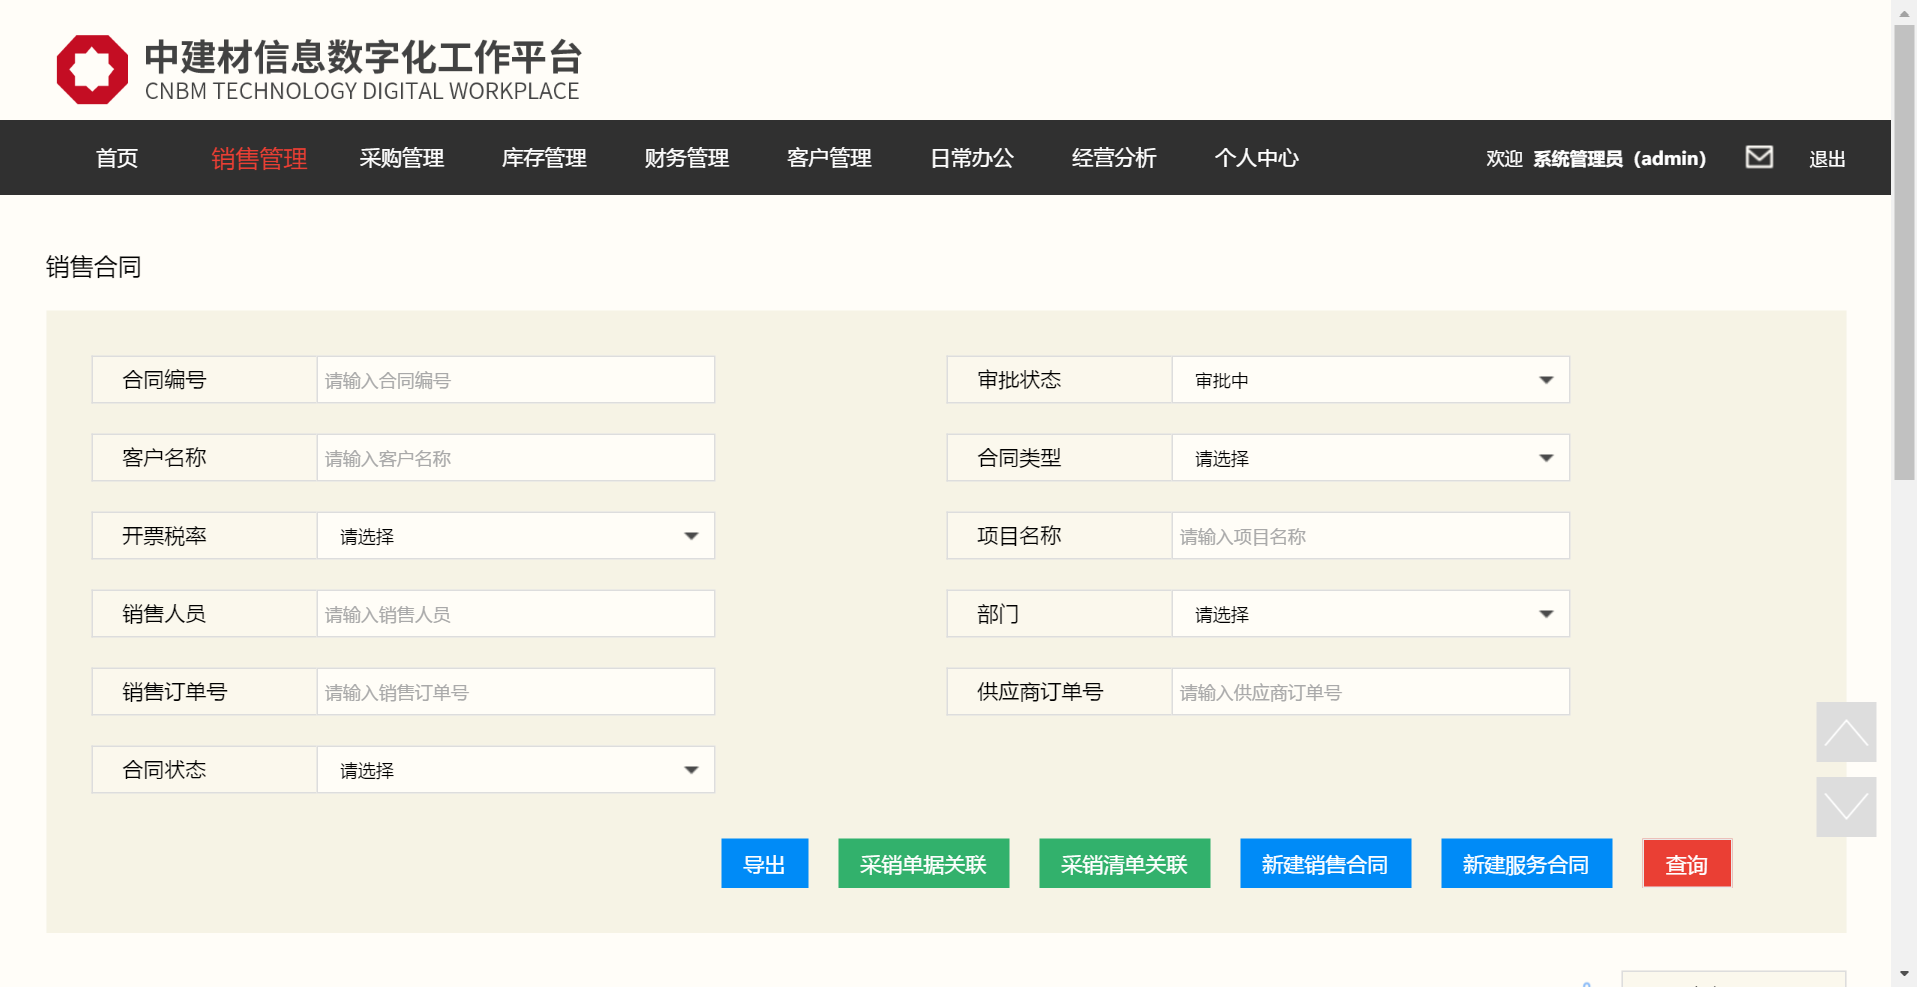 中建材信息数字化工作平台
CNBM TECHNOLOGY DIGITAL WORKPLACE
首页 销售管理 采购管理 库存管理 财务管理 客户管理 日常办公 经营分析 个人中心 欢迎 系统管理员（admin） 退出
销售合同
合同编号 请输入合同编号 审批状态 审批中
客户名称 请输入客户名称 合同类型 请选择
开票税率 请选择 项目名称 请输入项目名称
销售人员 请输入销售人员 部门 请选择
销售订单号 请输入销售订单号 供应商订单号 请输入供应商订单号
合同状态 请选择
导出 采销单据关联 采销清单关联 新建销售合同 新建服务合同 查询